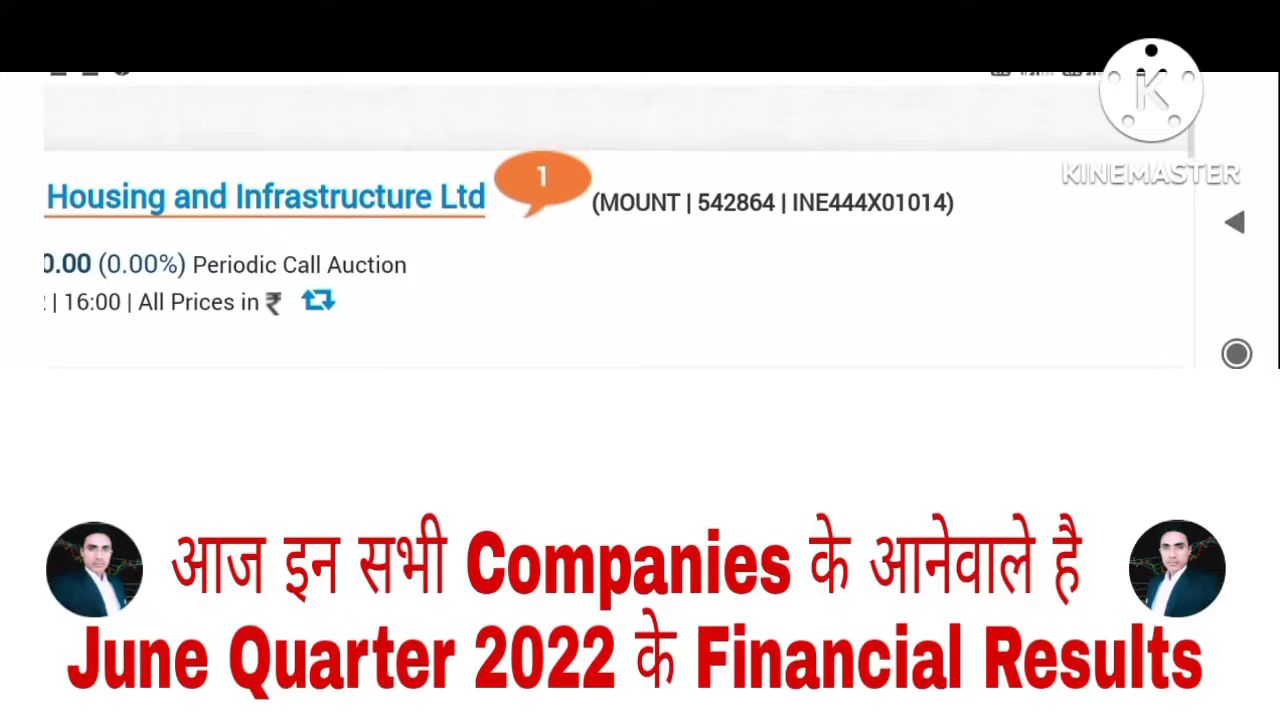 KINEMASTER
Housing and Infrastructure Ltd 1 (MOUNT | 542864 | INE444X01014)
0.00 (0.00%) Periodic Call Auction
| 16:00 | All Prices in ₹
आज इन सभी Companies के आनेवाले है
June Quarter 2022 के Financial Results